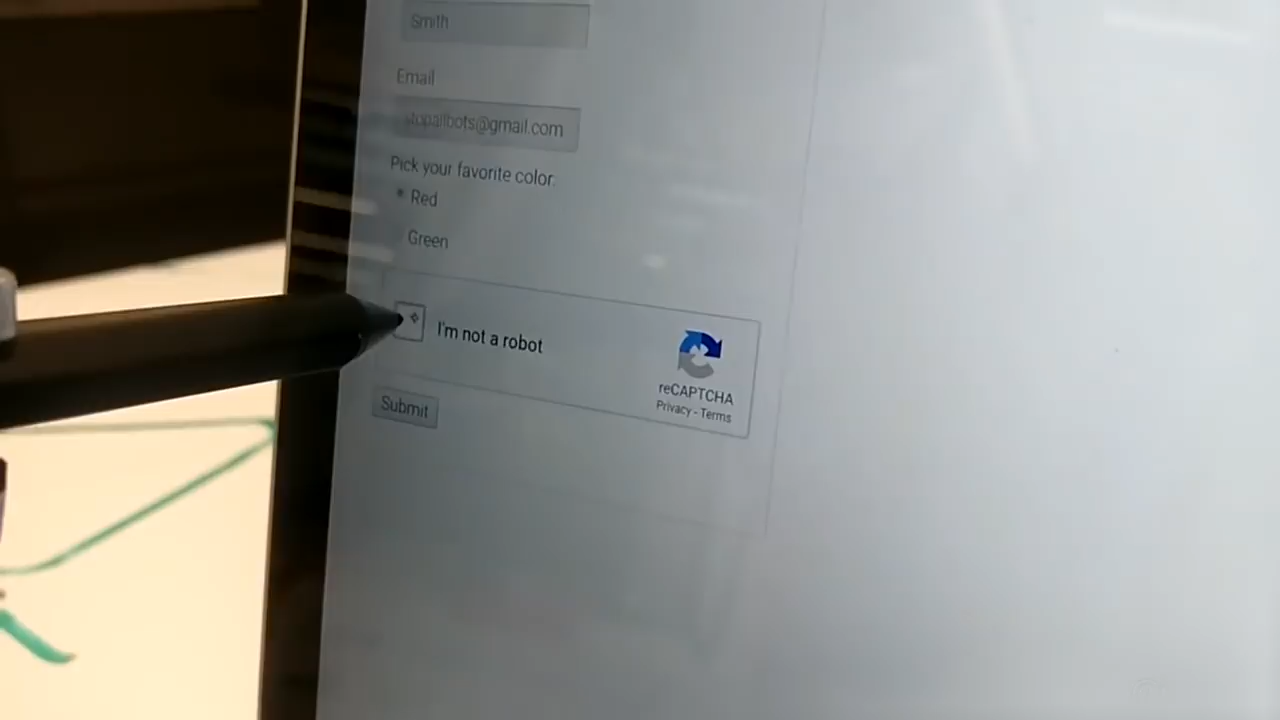 Smith
Email
stopallbots@gmail.com
Pick your favorite color:
Red
Green
I'm not a robot
reCAPTCHA
Privacy - Terms
Submit